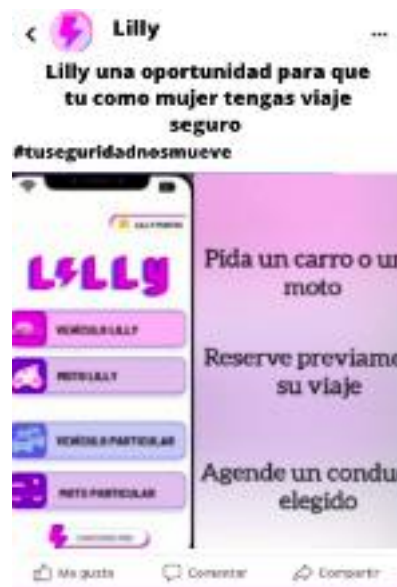 Lilly
Lilly una oportunidad para que
tu como mujer tengas viaje
seguro
#tuseguridadnosmueve
LILLY
VEHÍCULO LILLY
MOTO LILLY
VEHÍCULO PARTICULAR
MOTO PARTICULAR
Pida un carro o un
moto
Reserve previame
su viaje
Agende un condu
elegido
Me gusta
Comentar
Compartir